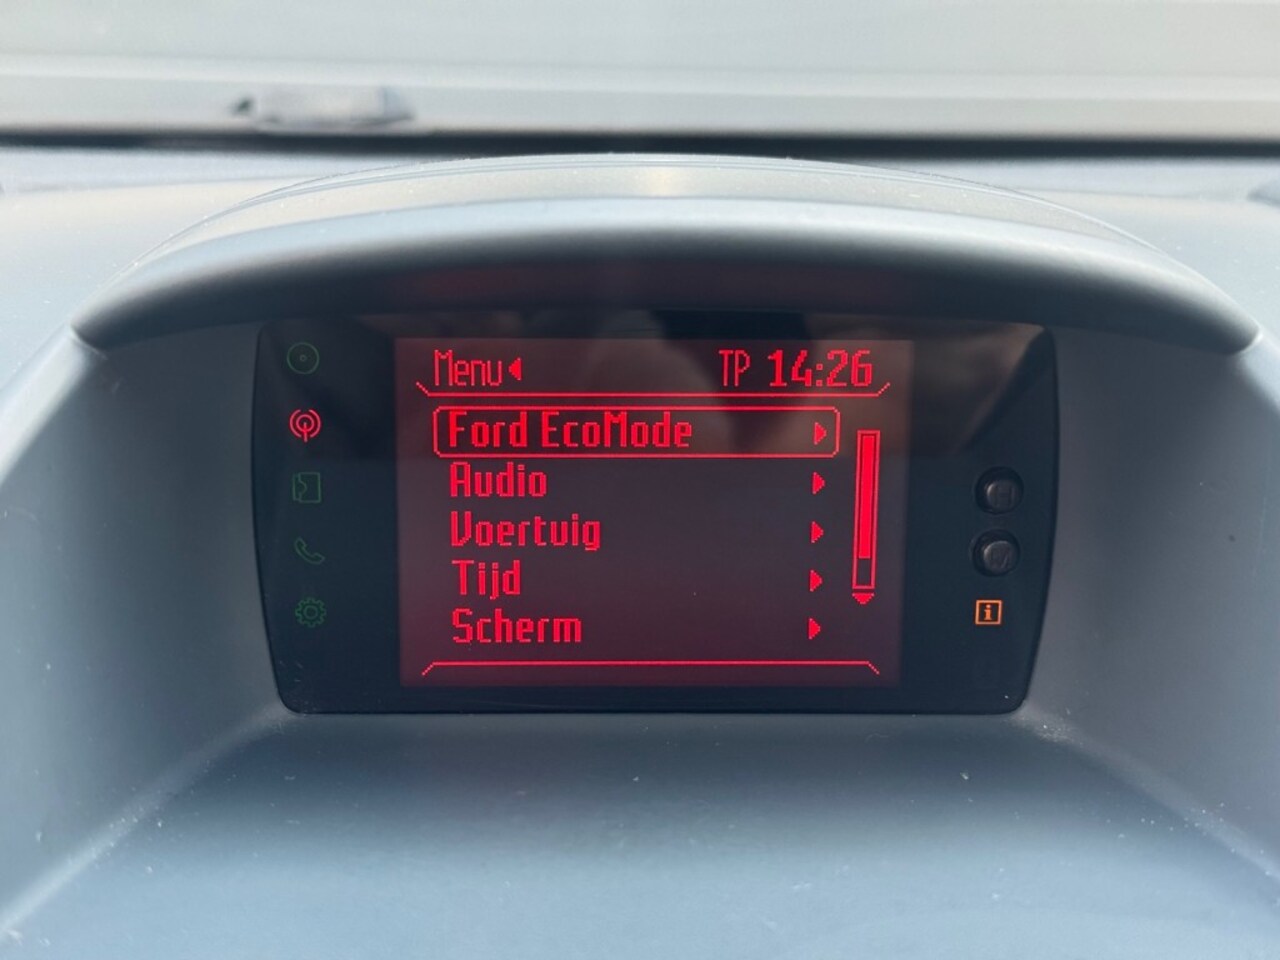 Menu
TP 14:26
Ford EcoMode
Audio
Voertuig
Tijd
Scherm
i